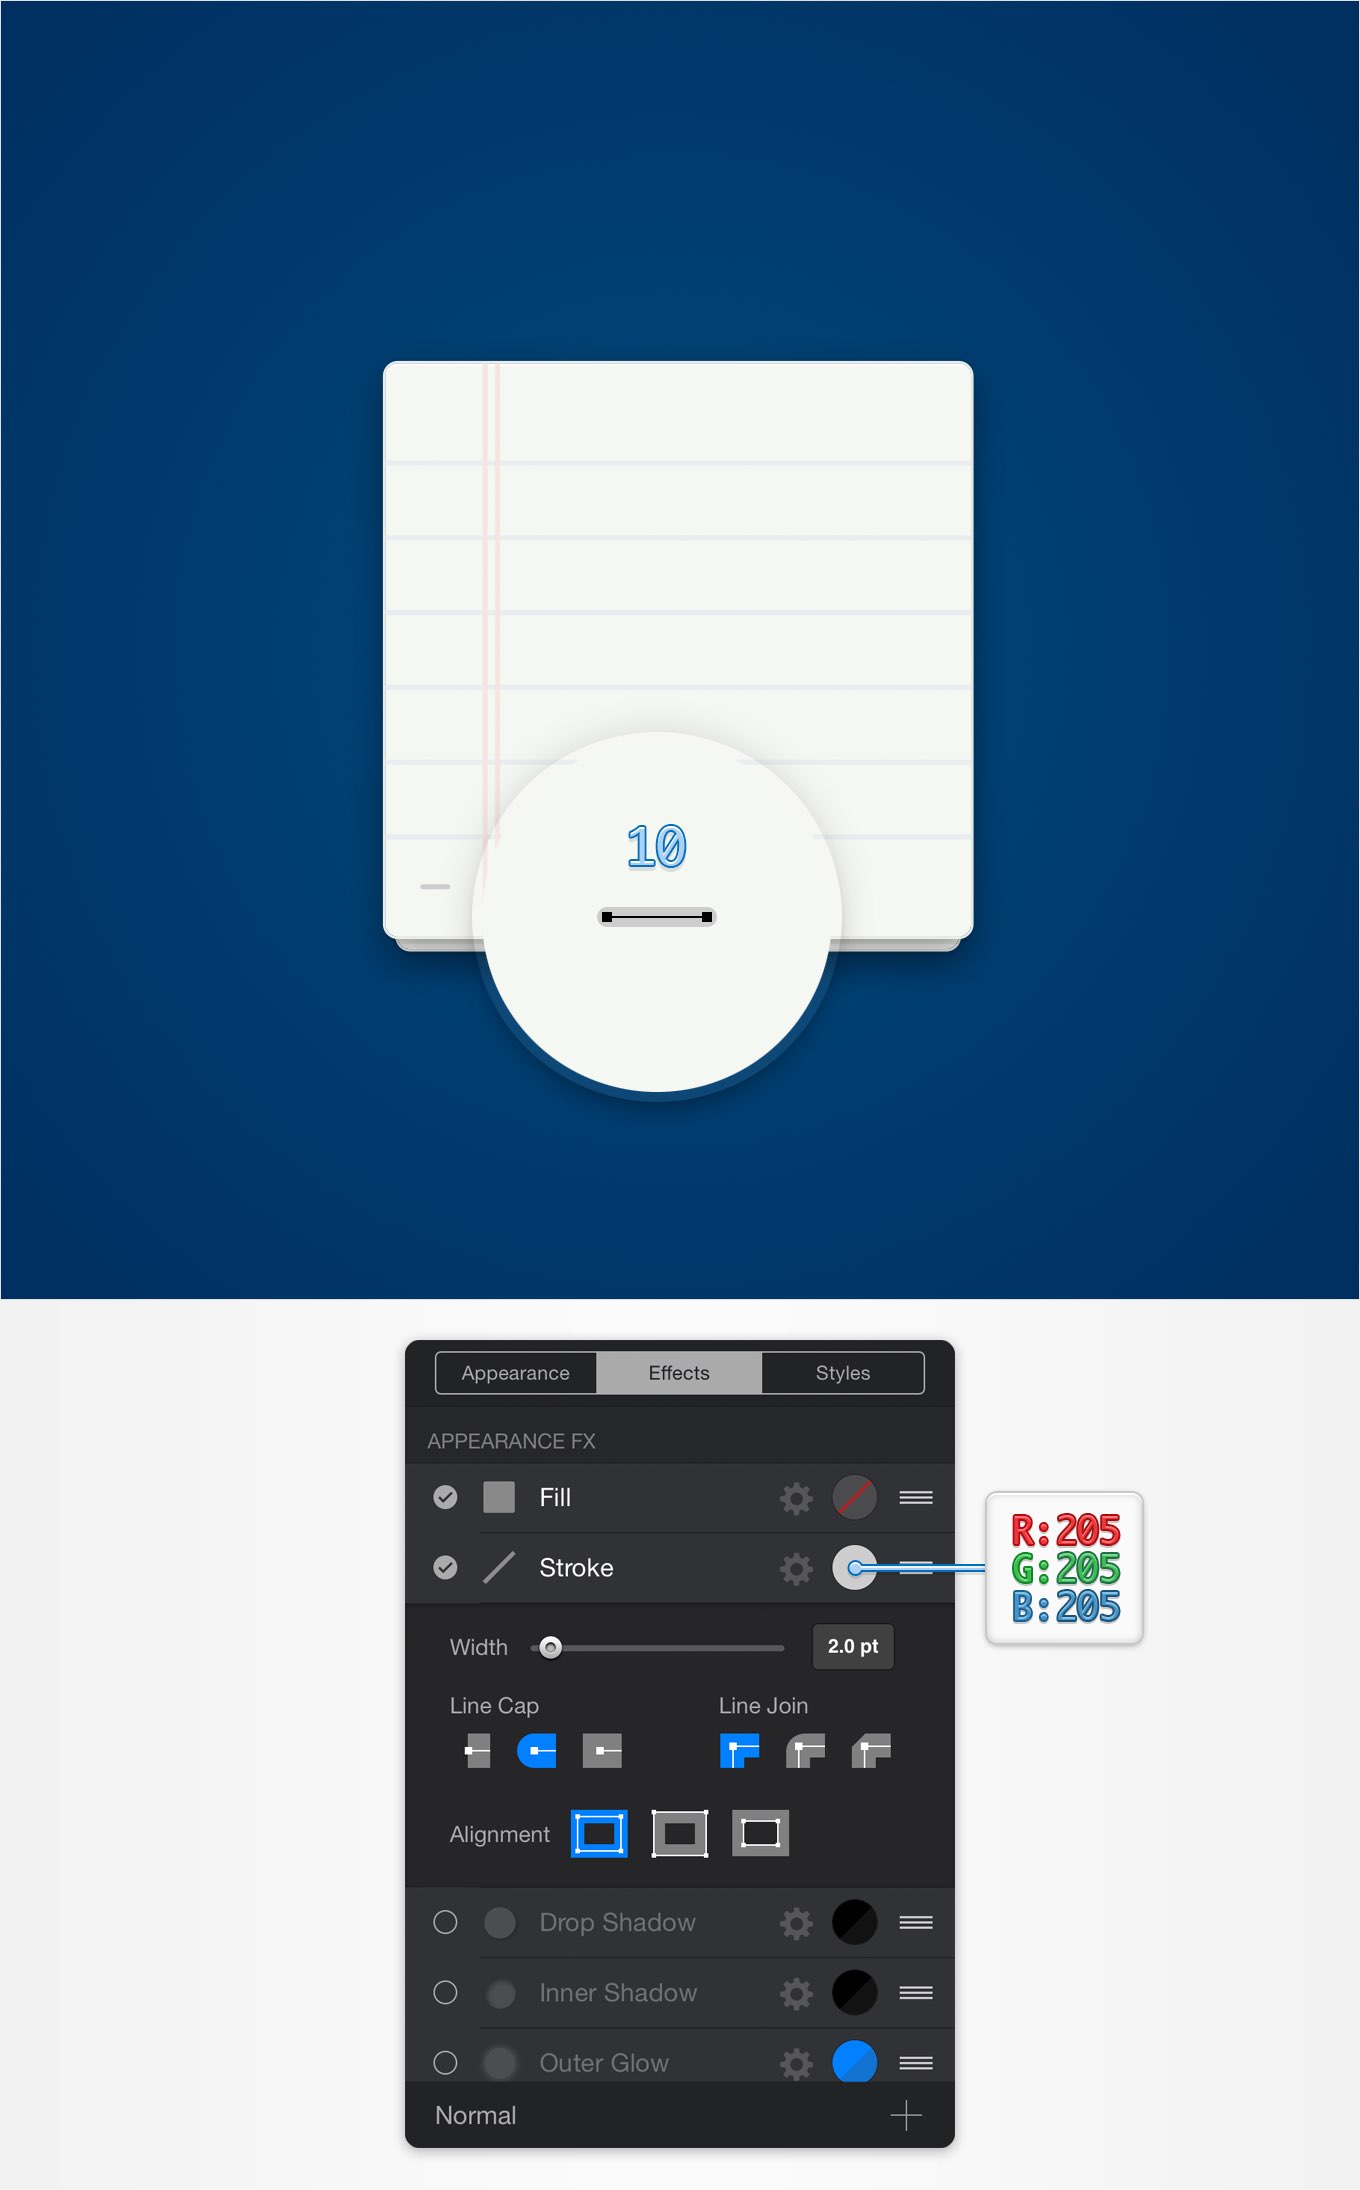 10
Appearance Effects Styles
APPEARANCE FX
Fill
Stroke
R:205
G:205
B:205
Width 2.0 pt
Line Cap Line Join
Alignment
Drop Shadow
Inner Shadow
Outer Glow
Normal